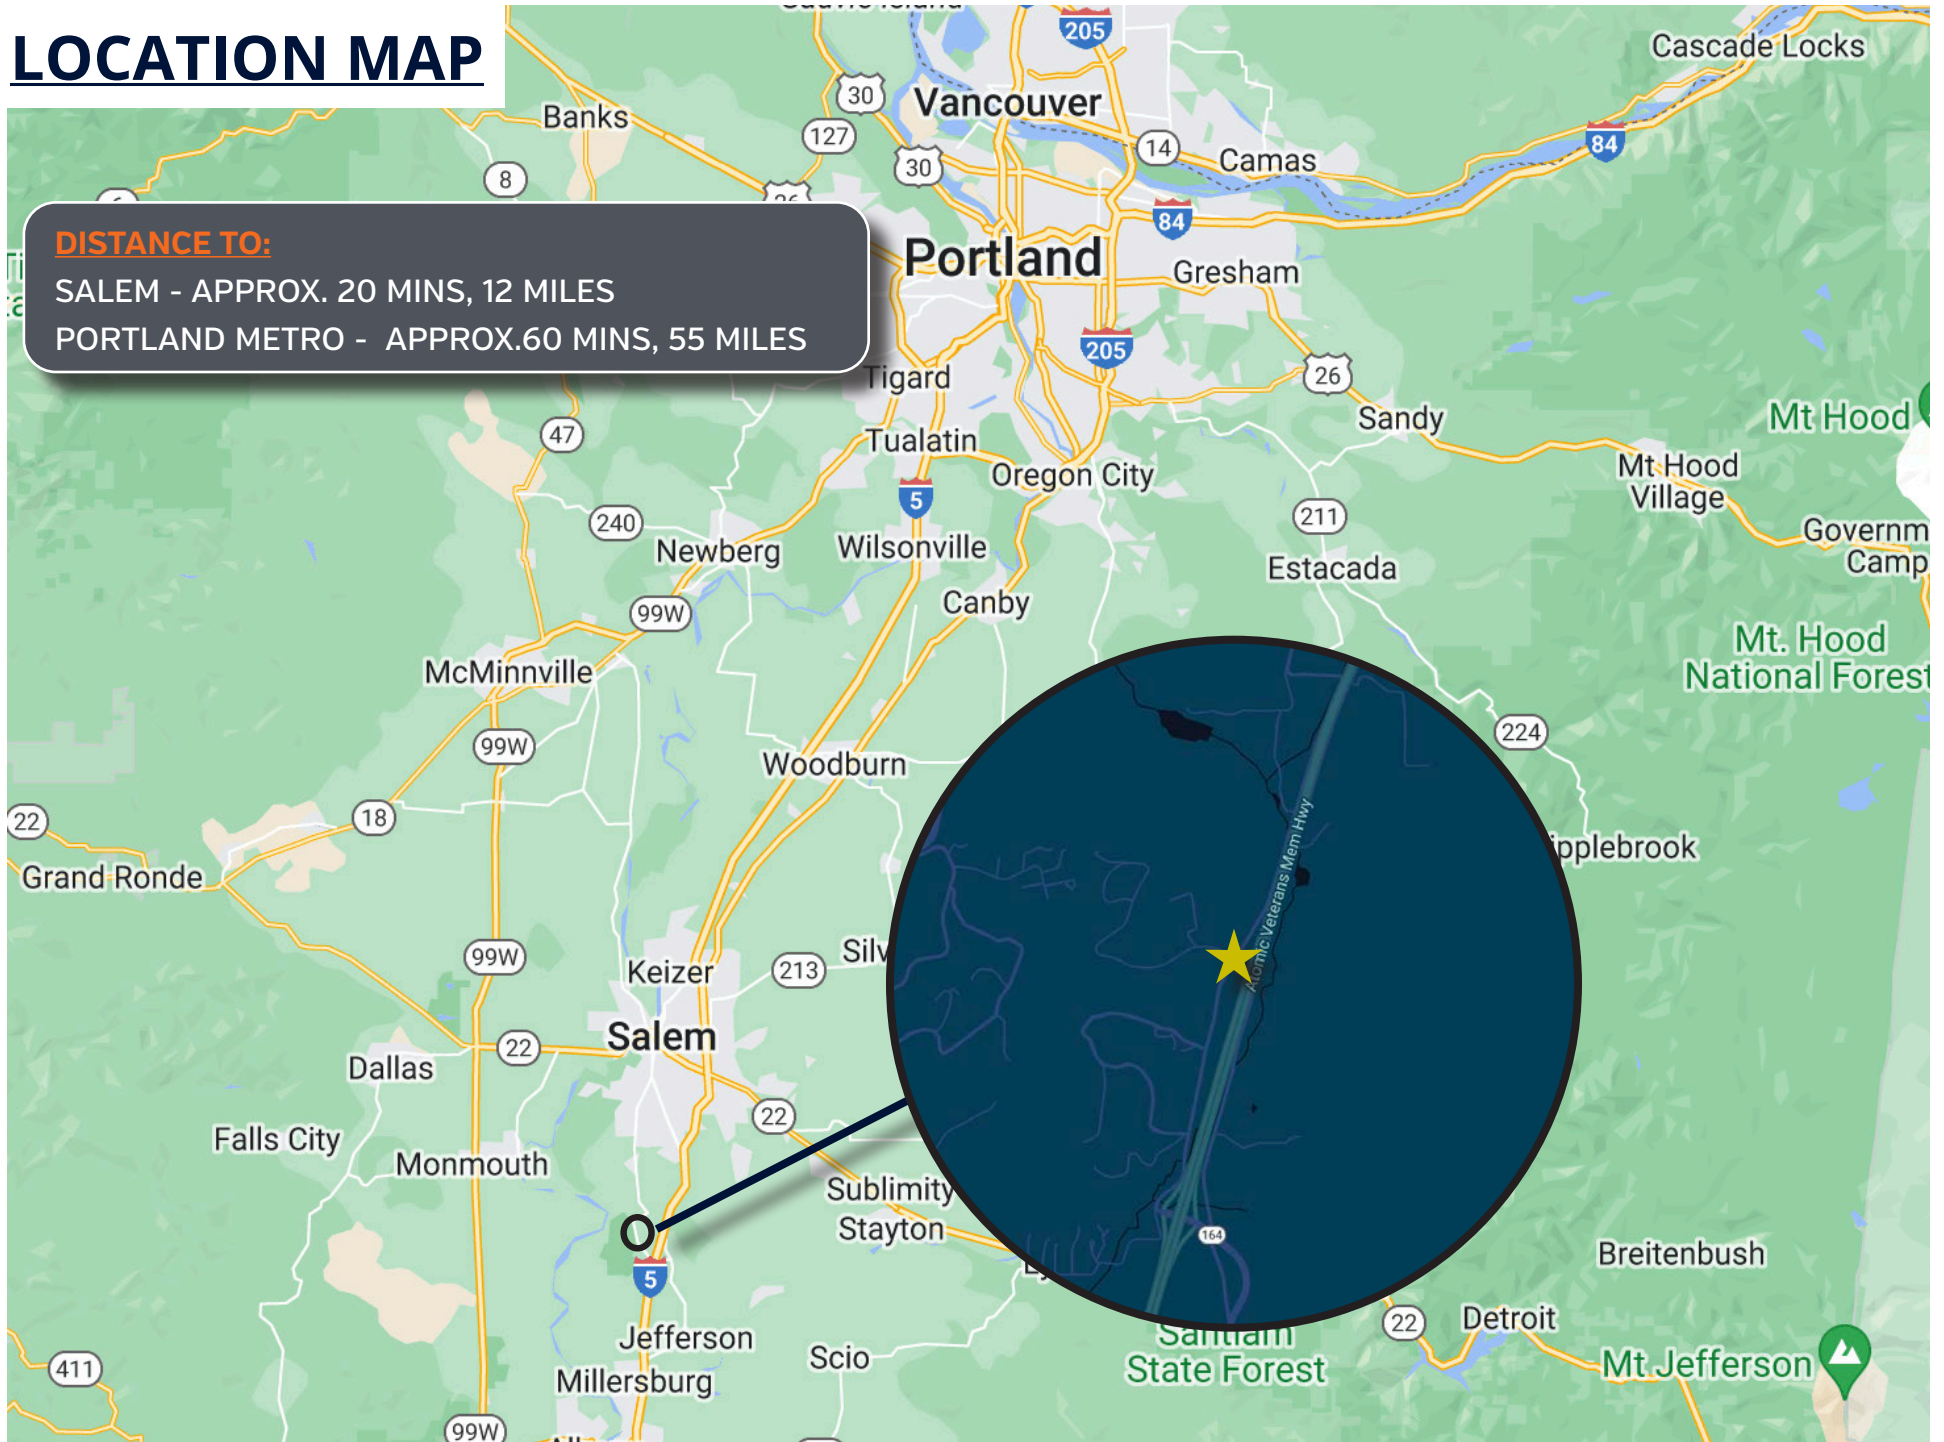 LOCATION MAP
Cascade Locks
205
Banks
30
Vancouver
127
84
14
Camas
30
8
84
DISTANCE TO:
SALEM - APPROX. 20 MINS, 12 MILES
PORTLAND METRO - APPROX.60 MINS, 55 MILES
Portland
Gresham
205
Tigard
26
Mt Hood
Sandy
47
Tualatin
Oregon City
Mt Hood
Village
5
211
240
Newberg
Wilsonville
Governm
Camp
Estacada
Canby
99W
Mt. Hood
National Forest
McMinnville
224
99W
Woodburn
18
22
ipplebrook
Grand Ronde
Atomic Veterans Mem Hwy
99W
Keizer
213
Silv
Salem
22
Dallas
22
Falls City
Monmouth
Sublimity
Stayton
164
Breitenbush
5
22
Detroit
Jefferson
Santiam
State Forest
Scio
Mt Jefferson
411
Millersburg
99W